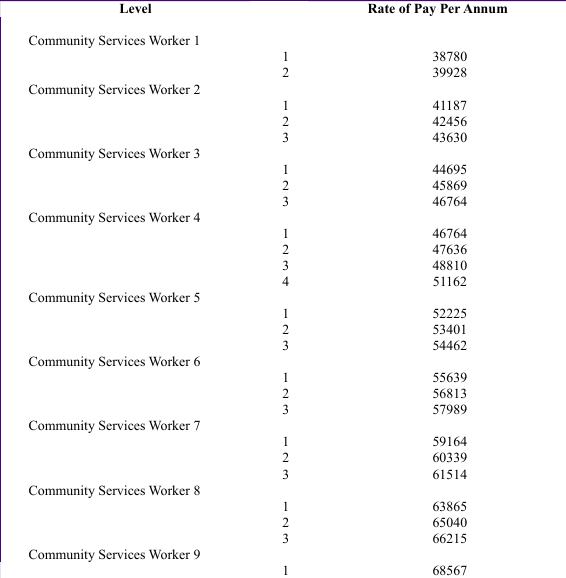 Level Rate of Pay Per Annum
Community Services Worker 1
1 38780
2 39928
Community Services Worker 2
1 41187
2 42456
3 43630
Community Services Worker 3
1 44695
2 45869
3 46764
Community Services Worker 4
1 46764
2 47636
3 48810
4 51162
Community Services Worker 5
1 52225
2 53401
3 54462
Community Services Worker 6
1 55639
2 56813
3 57989
Community Services Worker 7
1 59164
2 60339
3 61514
Community Services Worker 8
1 63865
2 65040
3 66215
Community Services Worker 9
1 68567